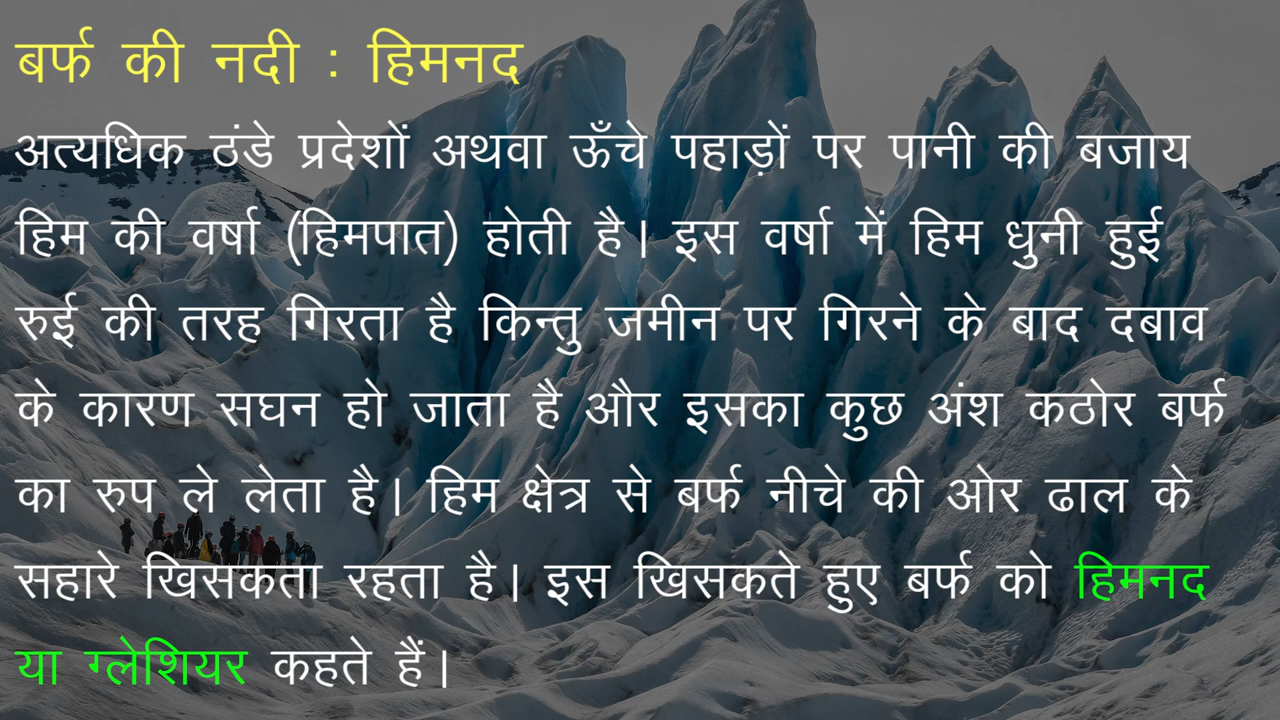 बर्फ की नदी : हिमनद
अत्यधिक ठंडे प्रदेशों अथवा ऊँचे पहाड़ों पर पानी की बजाय
हिम की वर्षा (हिमपात) होती है। इस वर्षा में हिम धुनी हुई
रुई की तरह गिरता है किन्तु जमीन पर गिरने के बाद दबाव
के कारण सघन हो जाता है और इसका कुछ अंश कठोर बर्फ
का रुप ले लेता है। हिम क्षेत्र से बर्फ नीचे की ओर ढाल के
सहारे खिसकता रहता है। इस खिसकते हुए बर्फ को हिमनद
या ग्लेशियर कहते हैं।